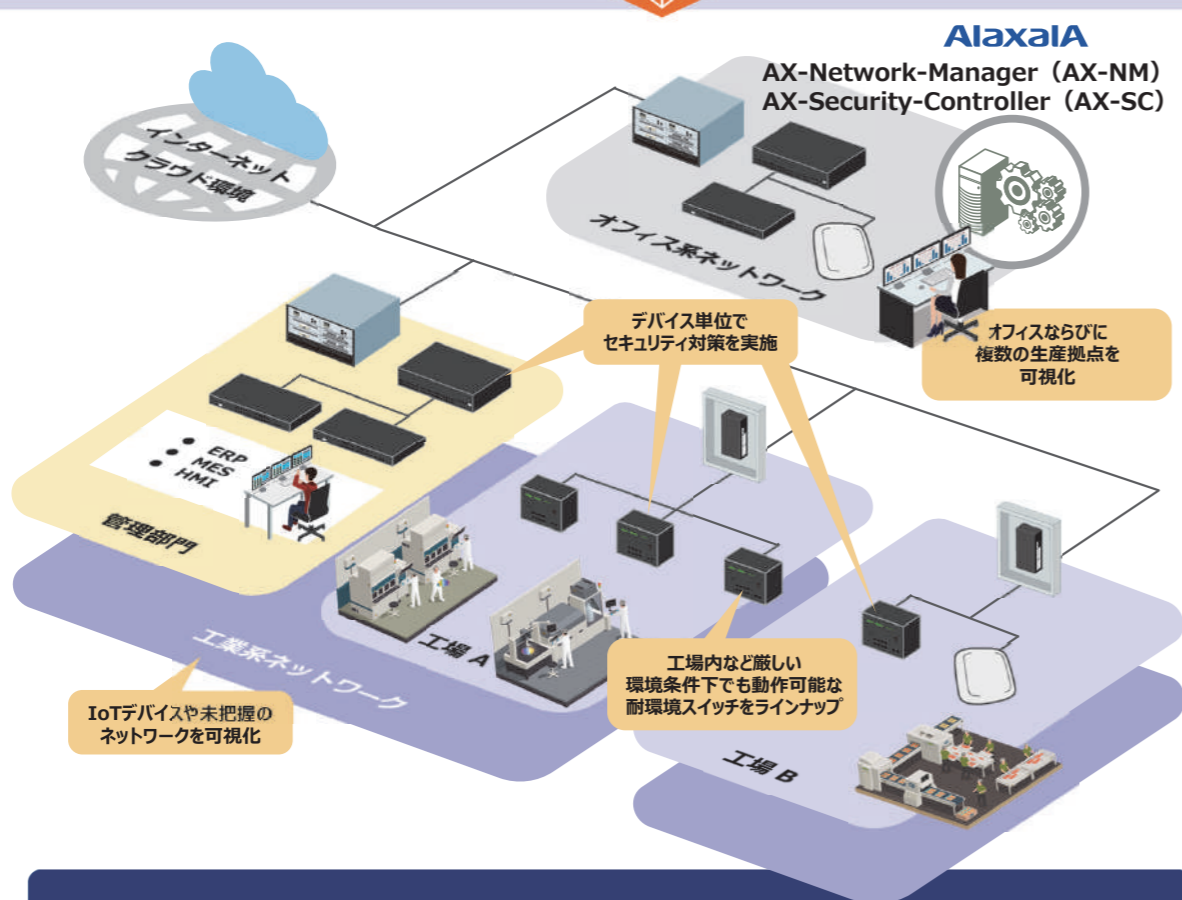 AlaxalA
AX-Network-Manager（AX-NM）
AX-Security-Controller（AX-SC）
インターネット
クラウド環境
オフィス系ネットワーク
デバイス単位で
セキュリティ対策を実施
オフィスならびに
複数の生産拠点を
可視化
ERP
MES
HMI
管理部門
工場 A
工業系ネットワーク
工場内など厳しい
環境条件下でも動作可能な
耐環境スイッチをラインナップ
IoTデバイスや未把握の
ネットワークを可視化
工場 B